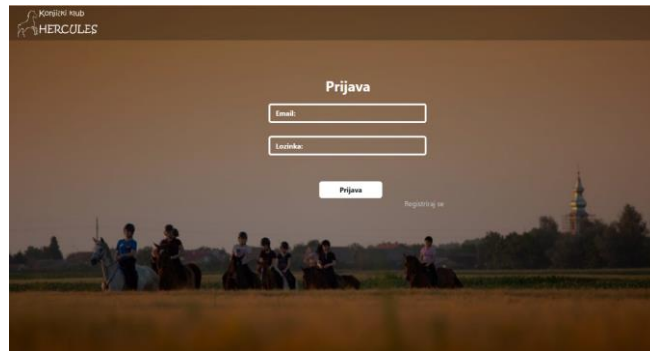 Konjički klub
HERCULES
Prijava
Email:
Lozinka:
Prijava
Registriraj se